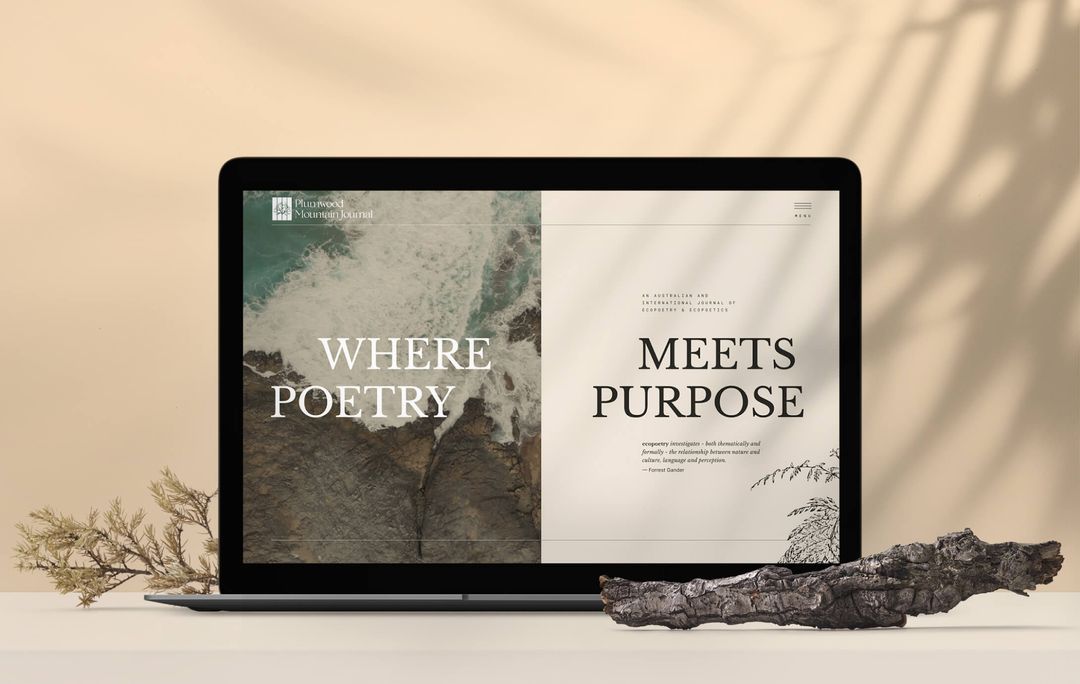 Plumwood
Mountain Journal
MENU
WHERE
POETRY
AN AUSTRALIAN AND
INTERNATIONAL JOURNAL OF
ECOPOETRY & ECOPOETICS
MEETS
PURPOSE
ecopoetry investigates - both thematically and
formally - the relationship between nature and
culture, language and perception.
— Forrest Gander